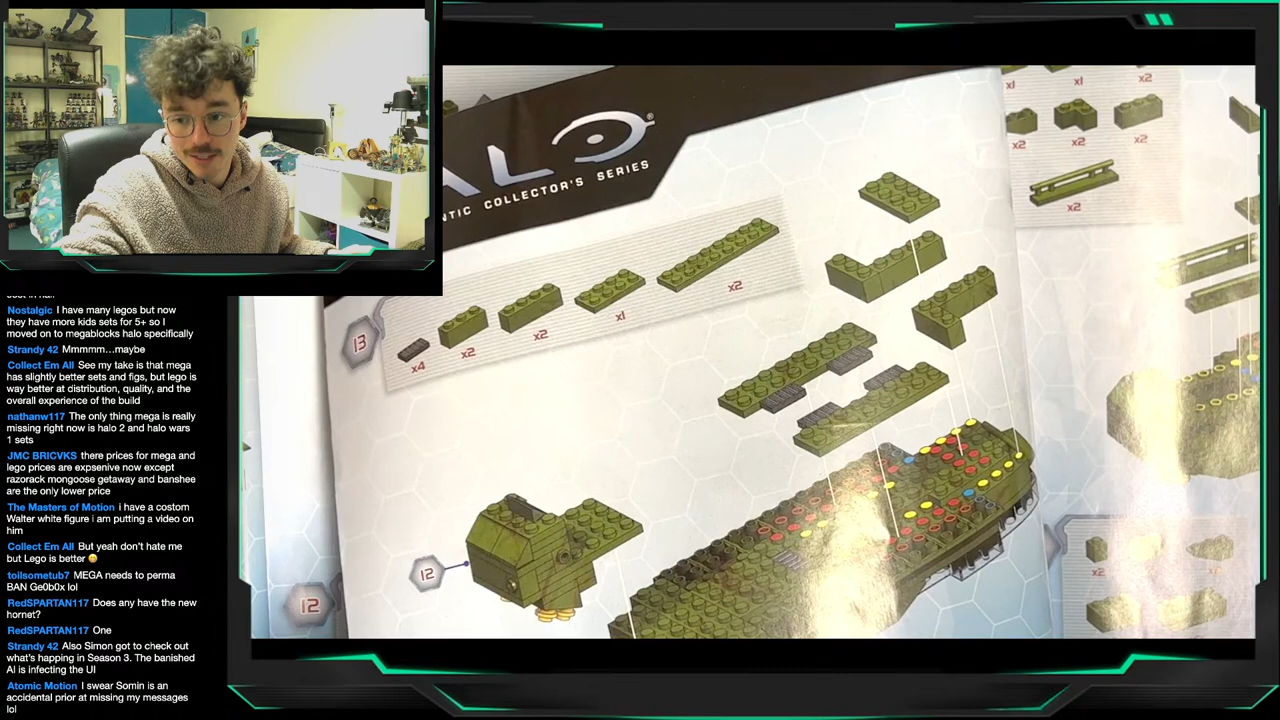 Nostalgic I have many legos but now
they have more kids sets for 5+ so I
moved on to megablocks halo specifically
Strandy 42 Mmmmm...maybe
Collect Em All See my take is that mega
has slightly better sets and figs, but lego is
way better at distribution, quality, and the
overall experience of the build
nathanw117 The only thing mega is really
missing right now is halo 2 and halo wars
1 sets
JMC BRICVKS there prices for mega and
lego prices are expsenive now except
razorack mongoose getaway and banshee
are the only lower price
The Masters of Motion i have a costom
Walter white figure i am putting a video on
him
Collect Em All But yeah don't hate me
but Lego is better 😁
toilsometub7 MEGA needs to perma
BAN Ge0b0x lol
RedSPARTAN117 Does any have the new
hornet?
RedSPARTAN117 One
Strandy 42 Also Simon got to check out
what's happing in Season 3. The banished
AI is infecting the UI
Atomic Motion I swear Somin is an
accidental prior at missing my messages
lol
ALO®
NTIC COLLECTOR'S SERIES
13
x4
x2
x2
x1
x2
12
12
x1
x1
x2
x2
x2
x2
x2
x2